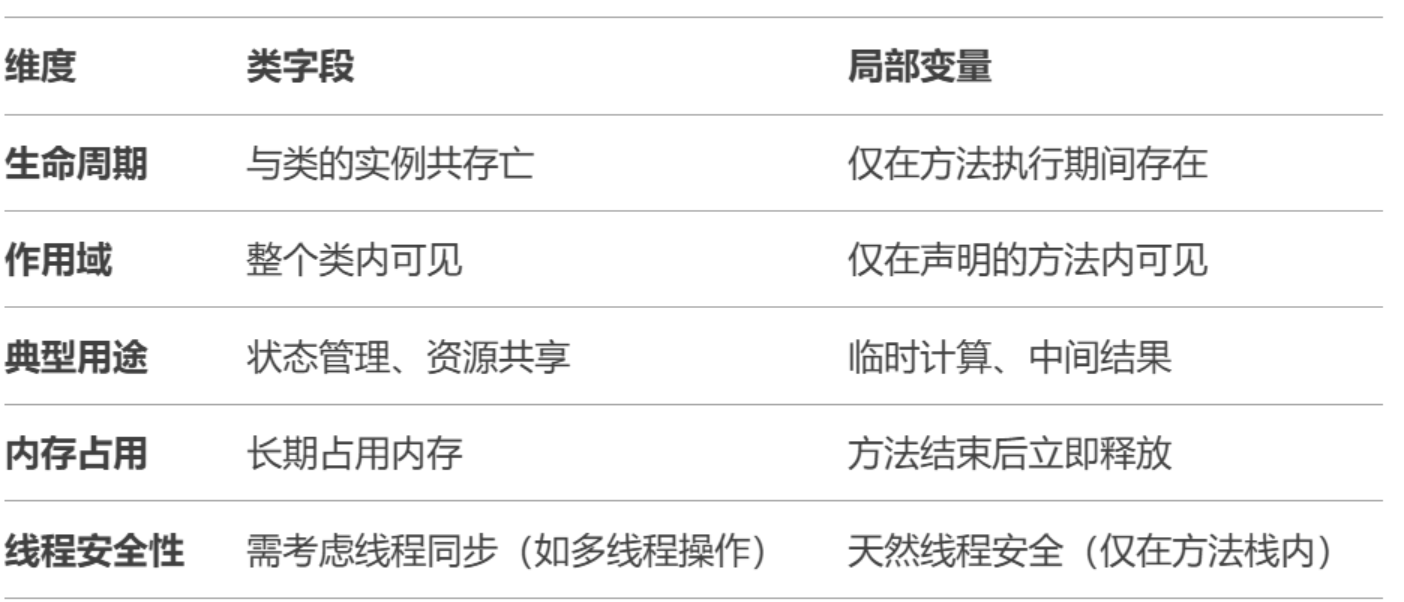 维度 类字段 局部变量
生命周期 与类的实例共存亡 仅在方法执行期间存在
作用域 整个类内可见 仅在声明的方法内可见
典型用途 状态管理、资源共享 临时计算、中间结果
内存占用 长期占用内存 方法结束后立即释放
线程安全性 需考虑线程同步（如多线程操作） 天然线程安全（仅在方法栈内）